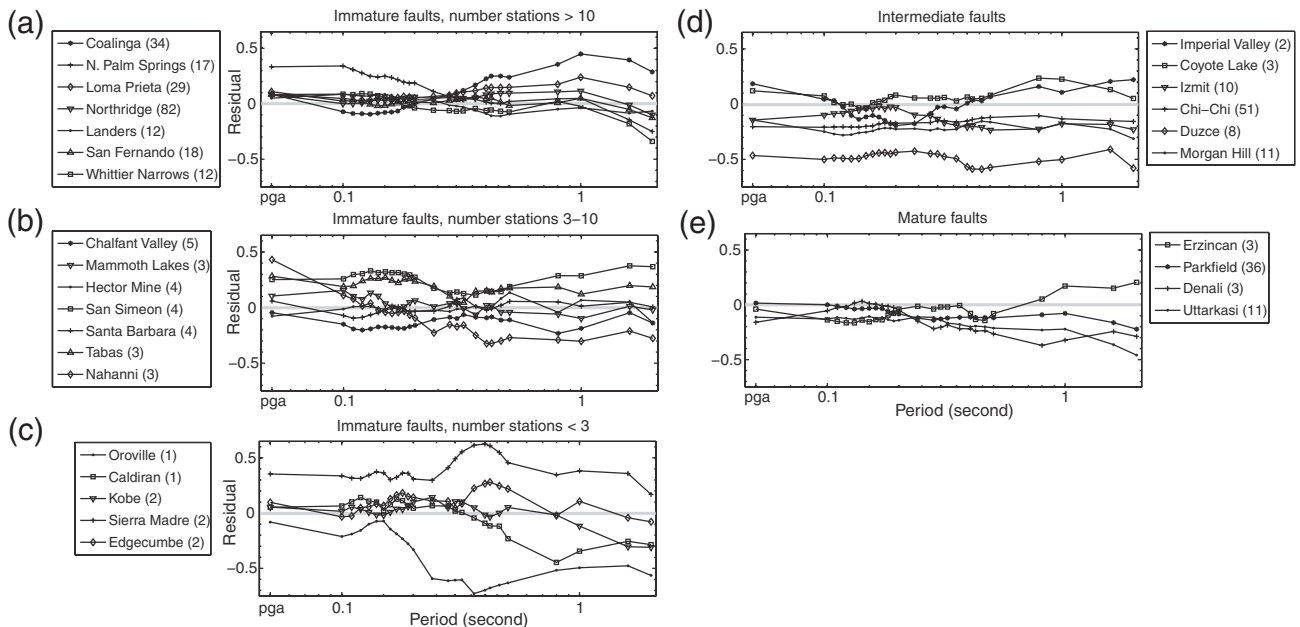 (a)
Immature faults, number stations > 10
Coalinga (34)
N. Palm Springs (17)
Loma Prieta (29)
Northridge (82)
Landers (12)
San Fernando (18)
Whittier Narrows (12)
Residual
0.5
0
−0.5
pga
0.1
1
(b)
Immature faults, number stations 3–10
Chalfant Valley (5)
Mammoth Lakes (3)
Hector Mine (4)
San Simeon (4)
Santa Barbara (4)
Tabas (3)
Nahanni (3)
Residual
0.5
0
−0.5
pga
0.1
1
(c)
Immature faults, number stations < 3
Oroville (1)
Caldiran (1)
Kobe (2)
Sierra Madre (2)
Edgecumbe (2)
Residual
0.5
0
−0.5
pga
0.1
1
Period (second)
(d)
Intermediate faults
0.5
0
−0.5
pga
0.1
1
Imperial Valley (2)
Coyote Lake (3)
Izmit (10)
Chi−Chi (51)
Duzce (8)
Morgan Hill (11)
(e)
Mature faults
0.5
0
−0.5
pga
0.1
1
Period (second)
Erzincan (3)
Parkfield (36)
Denali (3)
Uttarkasi (11)